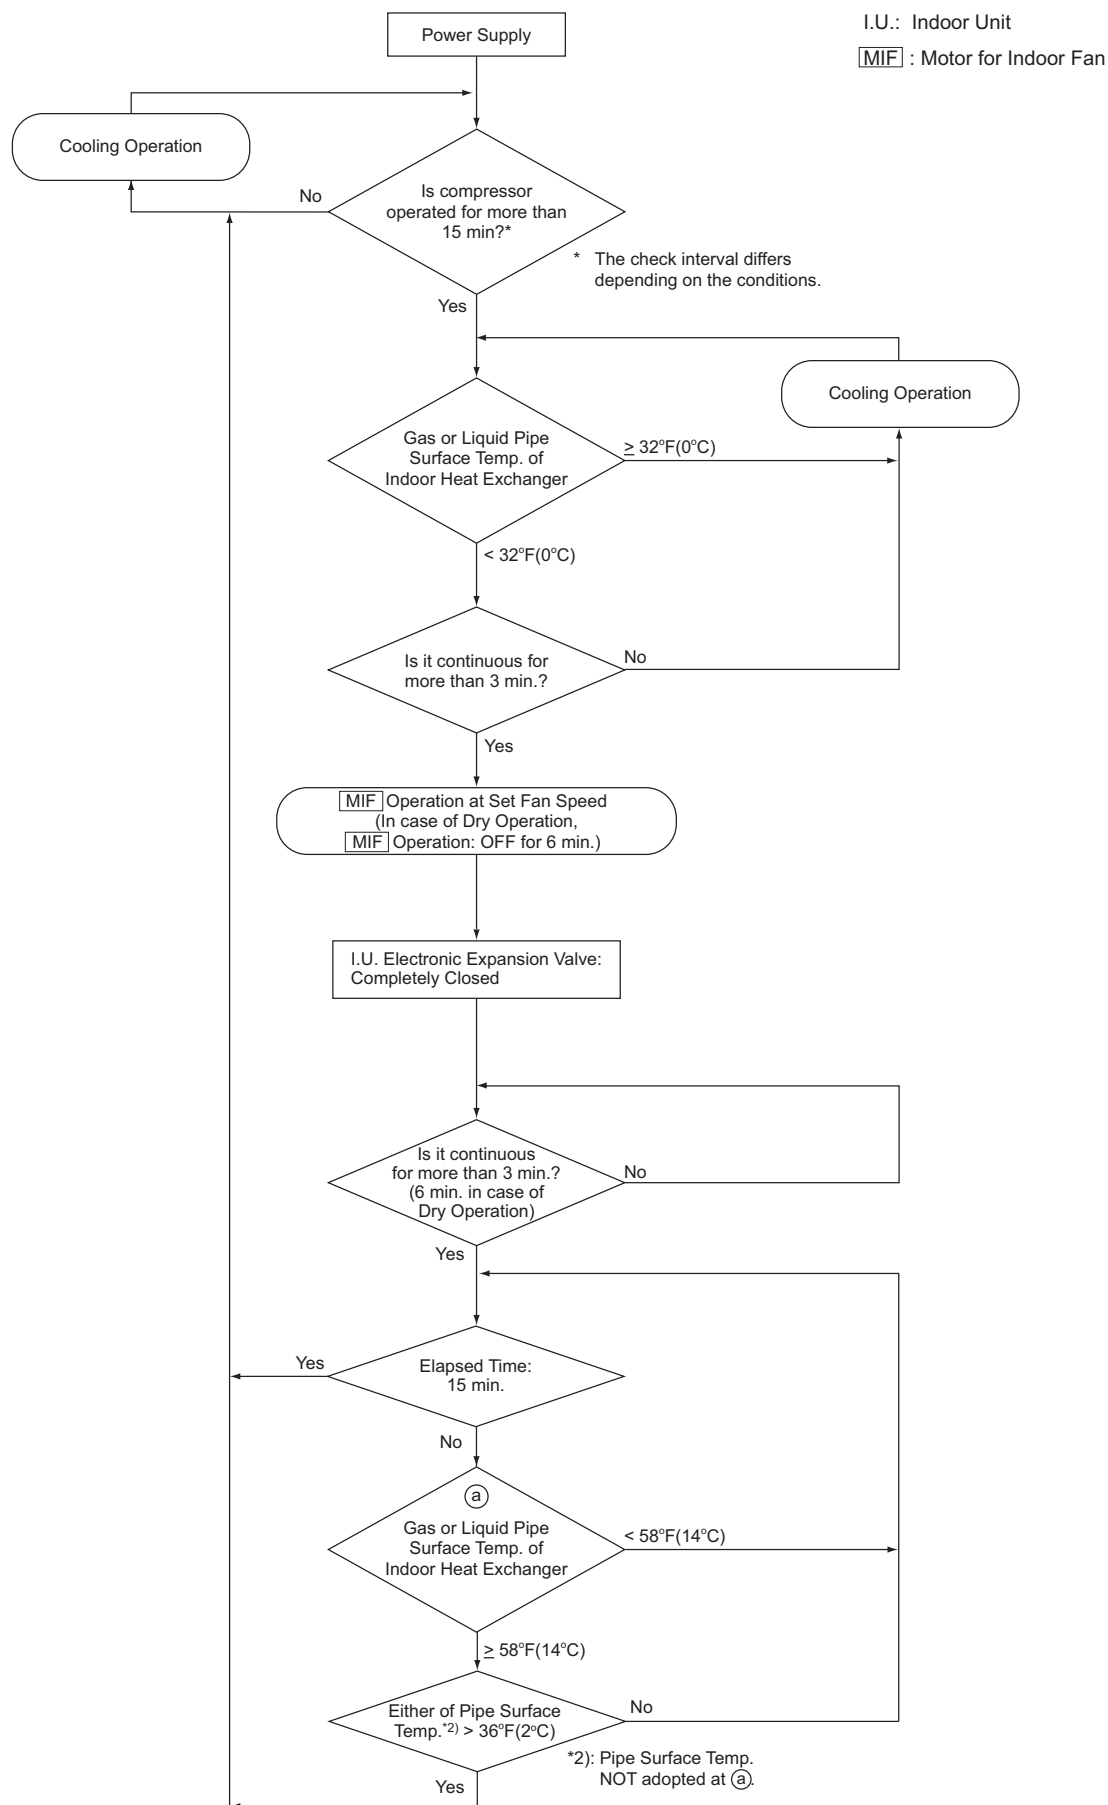 I.U.: Indoor Unit
MIF : Motor for Indoor Fan
Power Supply
Cooling Operation
No
Is compressor
operated for more than
15 min?*
* The check interval differs
depending on the conditions.
Yes
Cooling Operation
Gas or Liquid Pipe
Surface Temp. of
Indoor Heat Exchanger
≥ 32°F(0°C)
< 32°F(0°C)
Is it continuous for
more than 3 min.?
No
Yes
MIF Operation at Set Fan Speed
(In case of Dry Operation,
MIF Operation: OFF for 6 min.)
I.U. Electronic Expansion Valve:
Completely Closed
Is it continuous
for more than 3 min.?
(6 min. in case of
Dry Operation)
No
Yes
Yes
Elapsed Time:
15 min.
No
ⓐ
Gas or Liquid Pipe
Surface Temp. of
Indoor Heat Exchanger
< 58°F(14°C)
≥ 58°F(14°C)
Either of Pipe Surface
Temp.*2) > 36°F(2°C)
No
*2): Pipe Surface Temp.
NOT adopted at ⓐ.
Yes